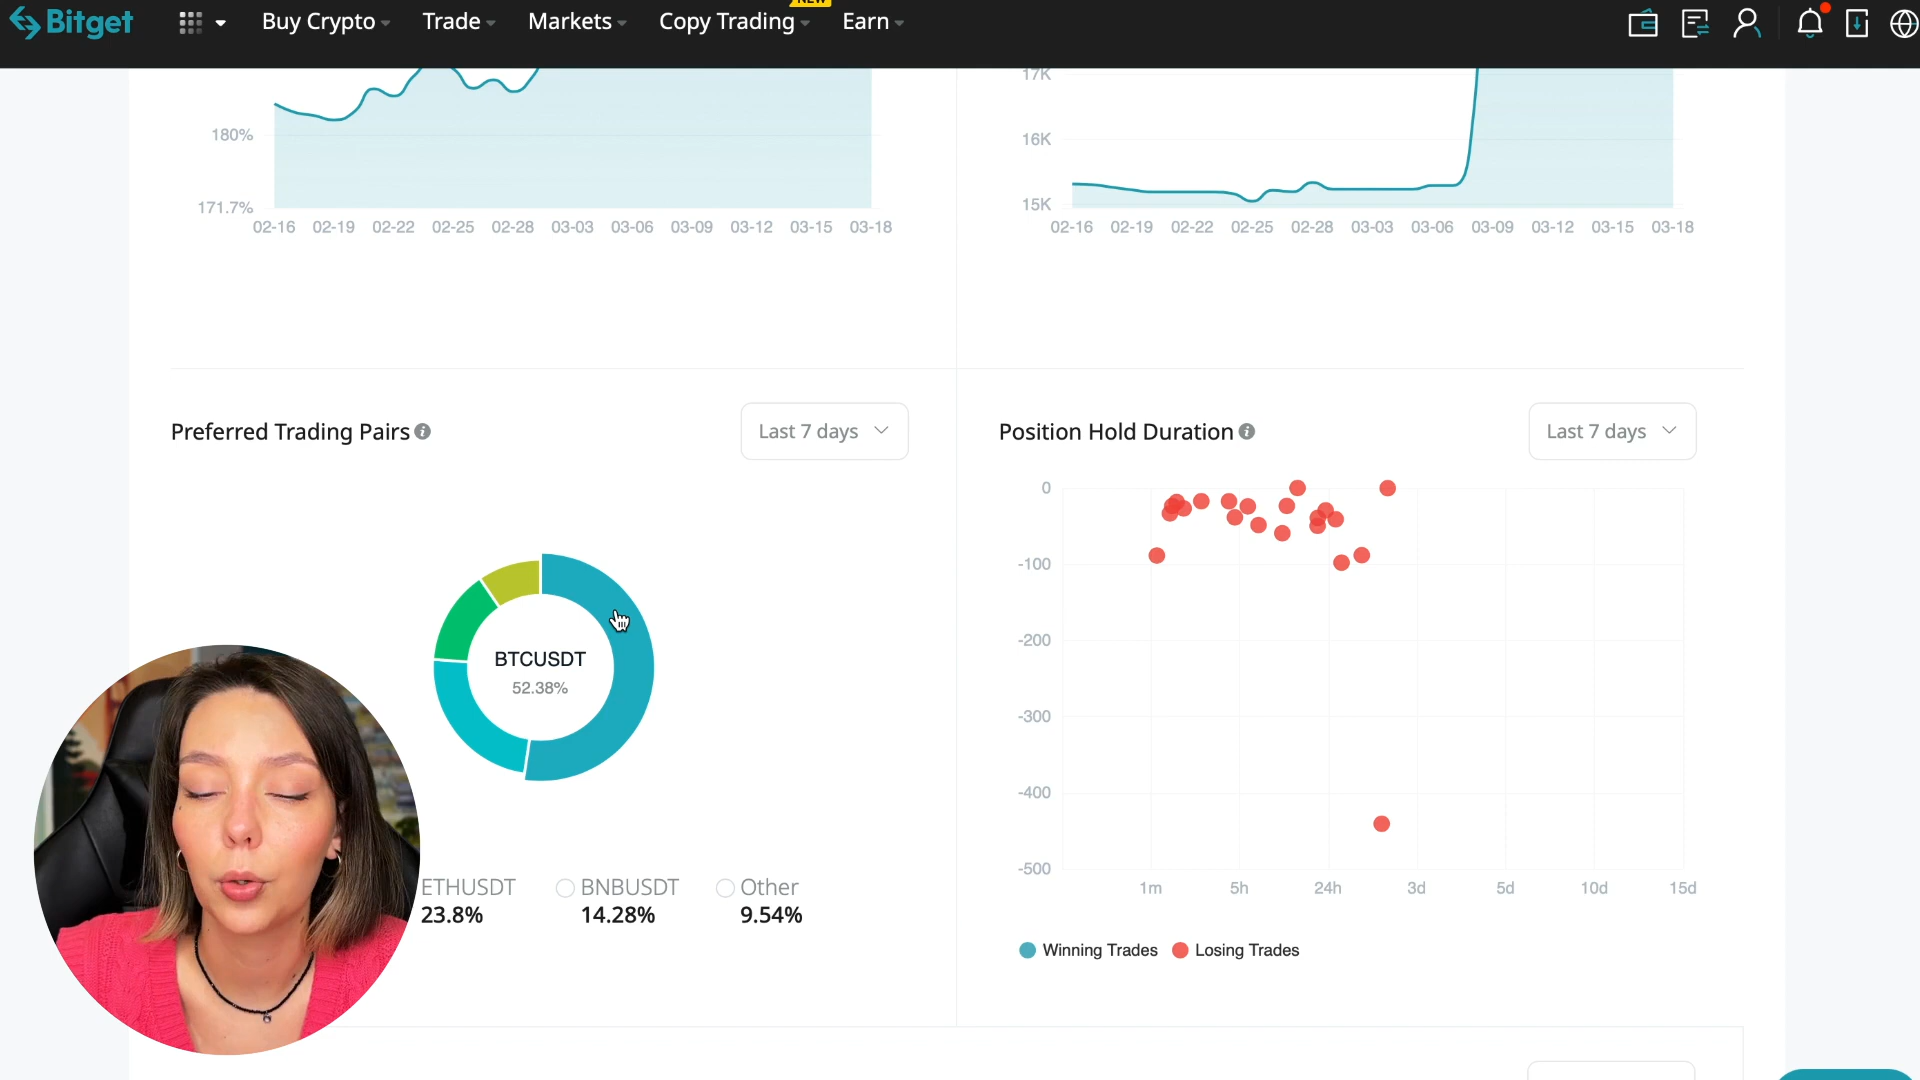 Bitget
Buy Crypto
Trade
Markets
Copy Trading
NEW
Earn
180%
171.7%
02-16 02-19 02-22 02-25 02-28 03-03 03-06 03-09 03-12 03-15 03-18
17K
16K
15K
02-16 02-19 02-22 02-25 02-28 03-03 03-06 03-09 03-12 03-15 03-18
Preferred Trading Pairs
Last 7 days
BTCUSDT
52.38%
ETHUSDT
23.8%
BNBUSDT
14.28%
Other
9.54%
Position Hold Duration
Last 7 days
0
-100
-200
-300
-400
-500
1m 5h 24h 3d 5d 10d 15d
Winning Trades Losing Trades